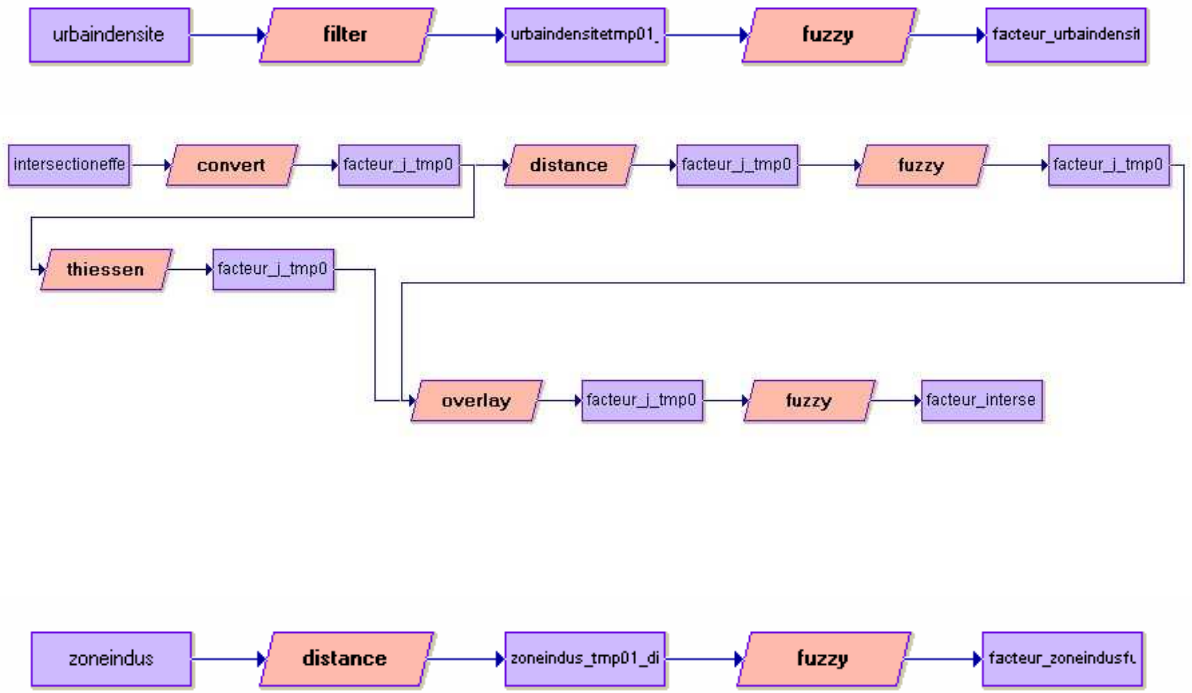 urbaindensite filter urbaindensitetmp01_ fuzzy facteur_urbaindensit
intersectioneffe convert facteur_j_tmp0 distance facteur_j_tmp0 fuzzy facteur_j_tmp0
thiessen facteur_j_tmp0
overlay facteur_j_tmp0 fuzzy facteur_interse
zoneindus distance zoneindus_tmp01_di fuzzy facteur_zoneindusfu